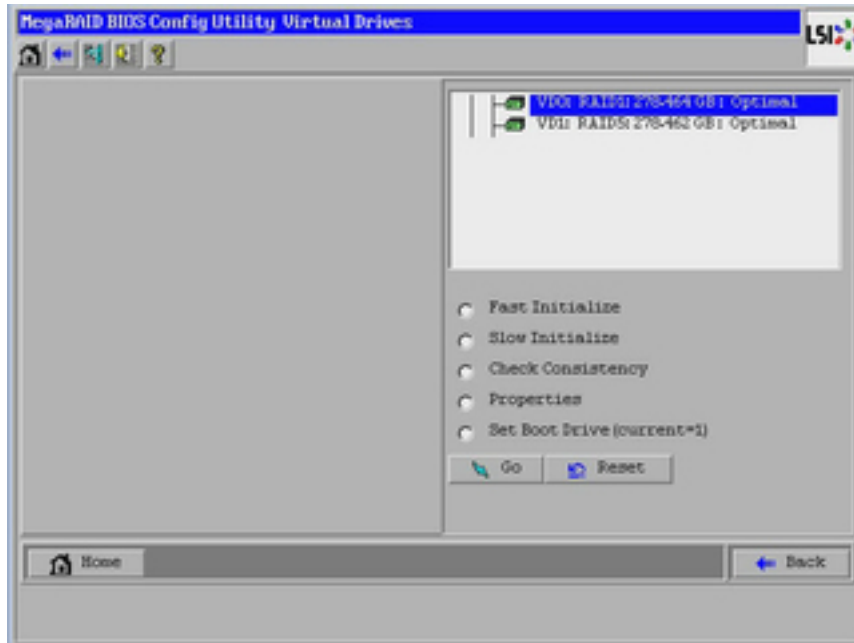 MegaRAID BIOS Config Utility Virtual Drives
LSI
VD0: RAID1: 278.464 GB: Optimal
VD1: RAID5: 278.462 GB: Optimal
Fast Initialize
Slow Initialize
Check Consistency
Properties
Set Boot Drive (current=1)
Go
Reset
Home
Back